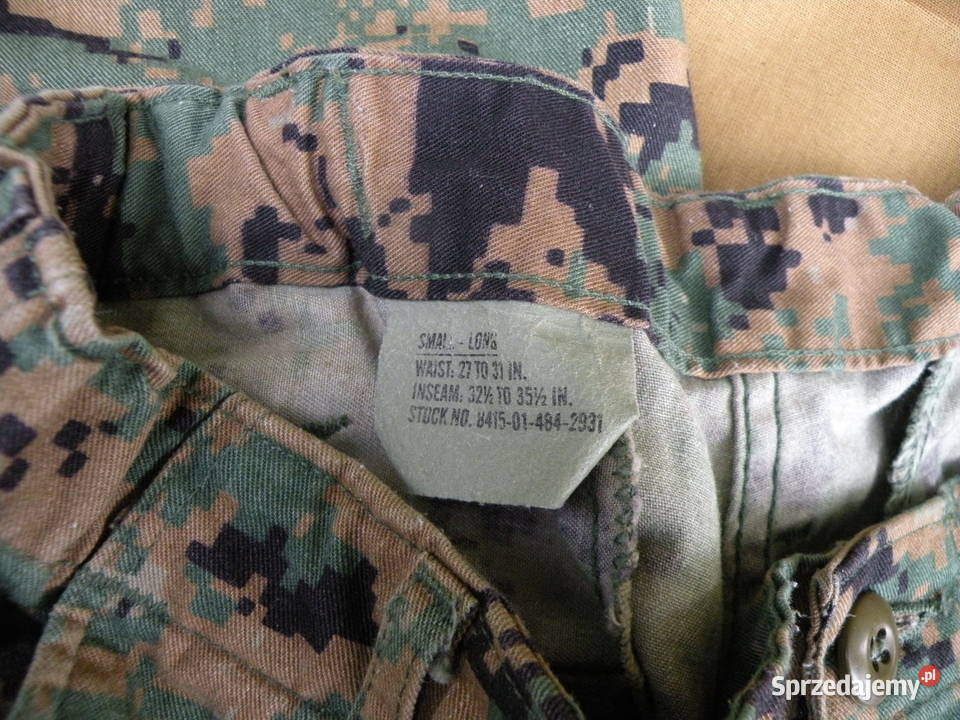 SMALL - LONG
WAIST: 27 TO 31 IN.
INSEAM: 32½ TO 35½ IN.
STOCK NO. 8415-01-484-2931
Sprzedajemy.pl